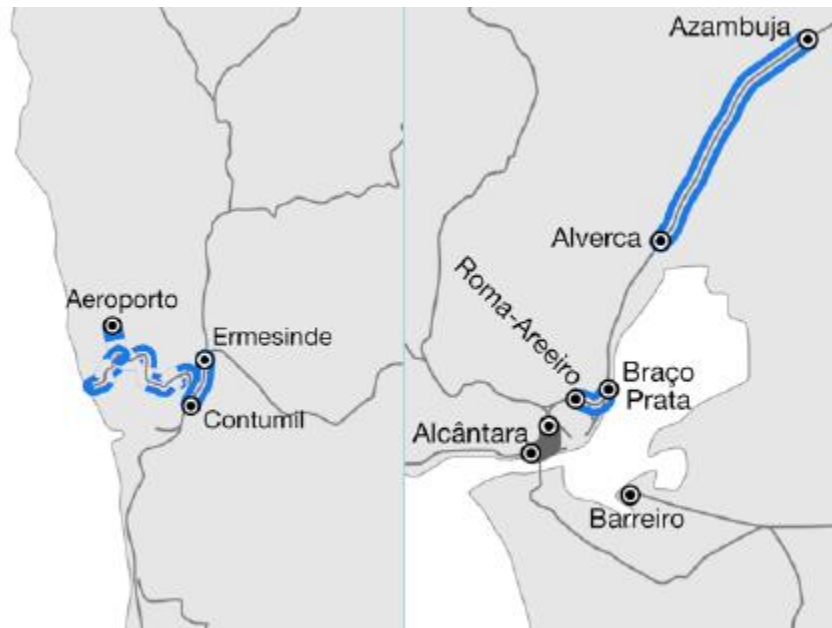 Aeroporto
Ermesinde
Contumil
Azambuja
Alverca
Roma-Areeiro
Braço
Prata
Alcântara
Barreiro